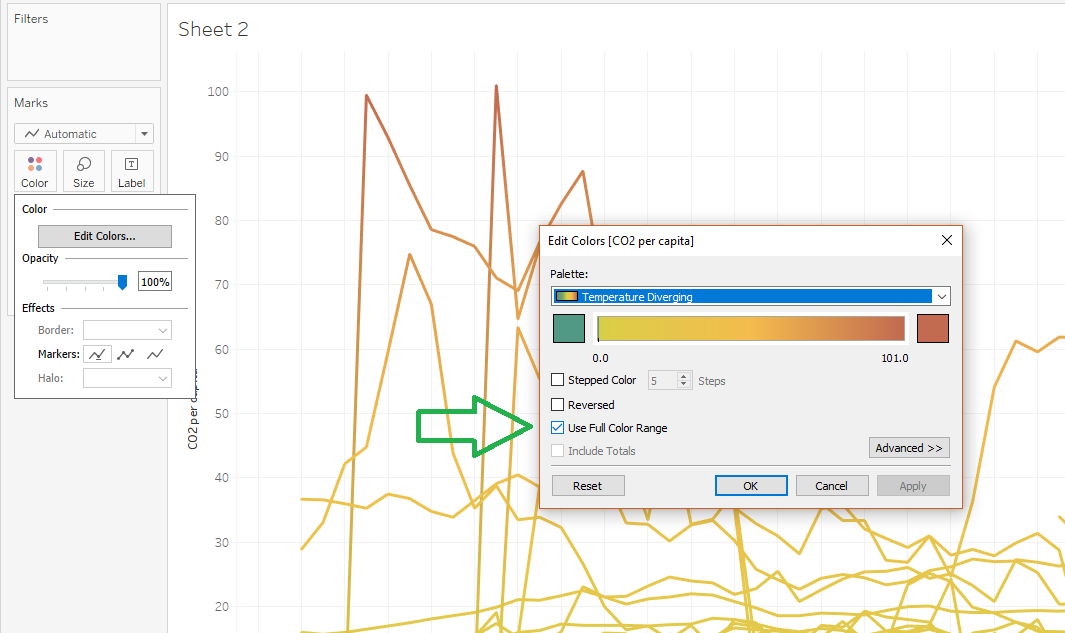 Filters
Sheet 2
Marks
Automatic
Color
Size
Label
T
Color
Edit Colors...
Opacity
100%
Effects
Border:
Markers:
Halo:
100
90
80
70
60
50
40
30
20
CO2 per capita
Edit Colors [CO2 per capita]
Palette:
Temperature Diverging
0.0
101.0
Stepped Color
5
Steps
Reversed
Use Full Color Range
Include Totals
Advanced >>
Reset
OK
Cancel
Apply